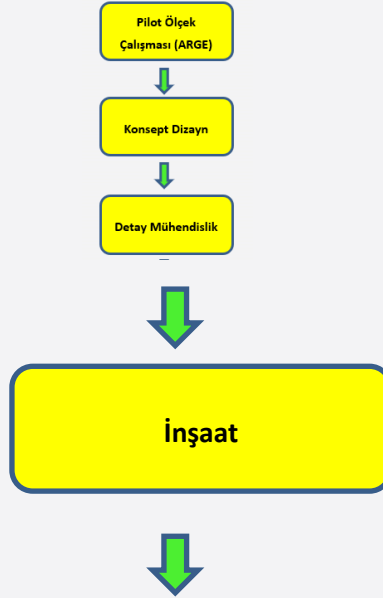 Pilot Ölçek
Çalışması (ARGE)
Konsept Dizayn
Detay Mühendislik
İnşaat